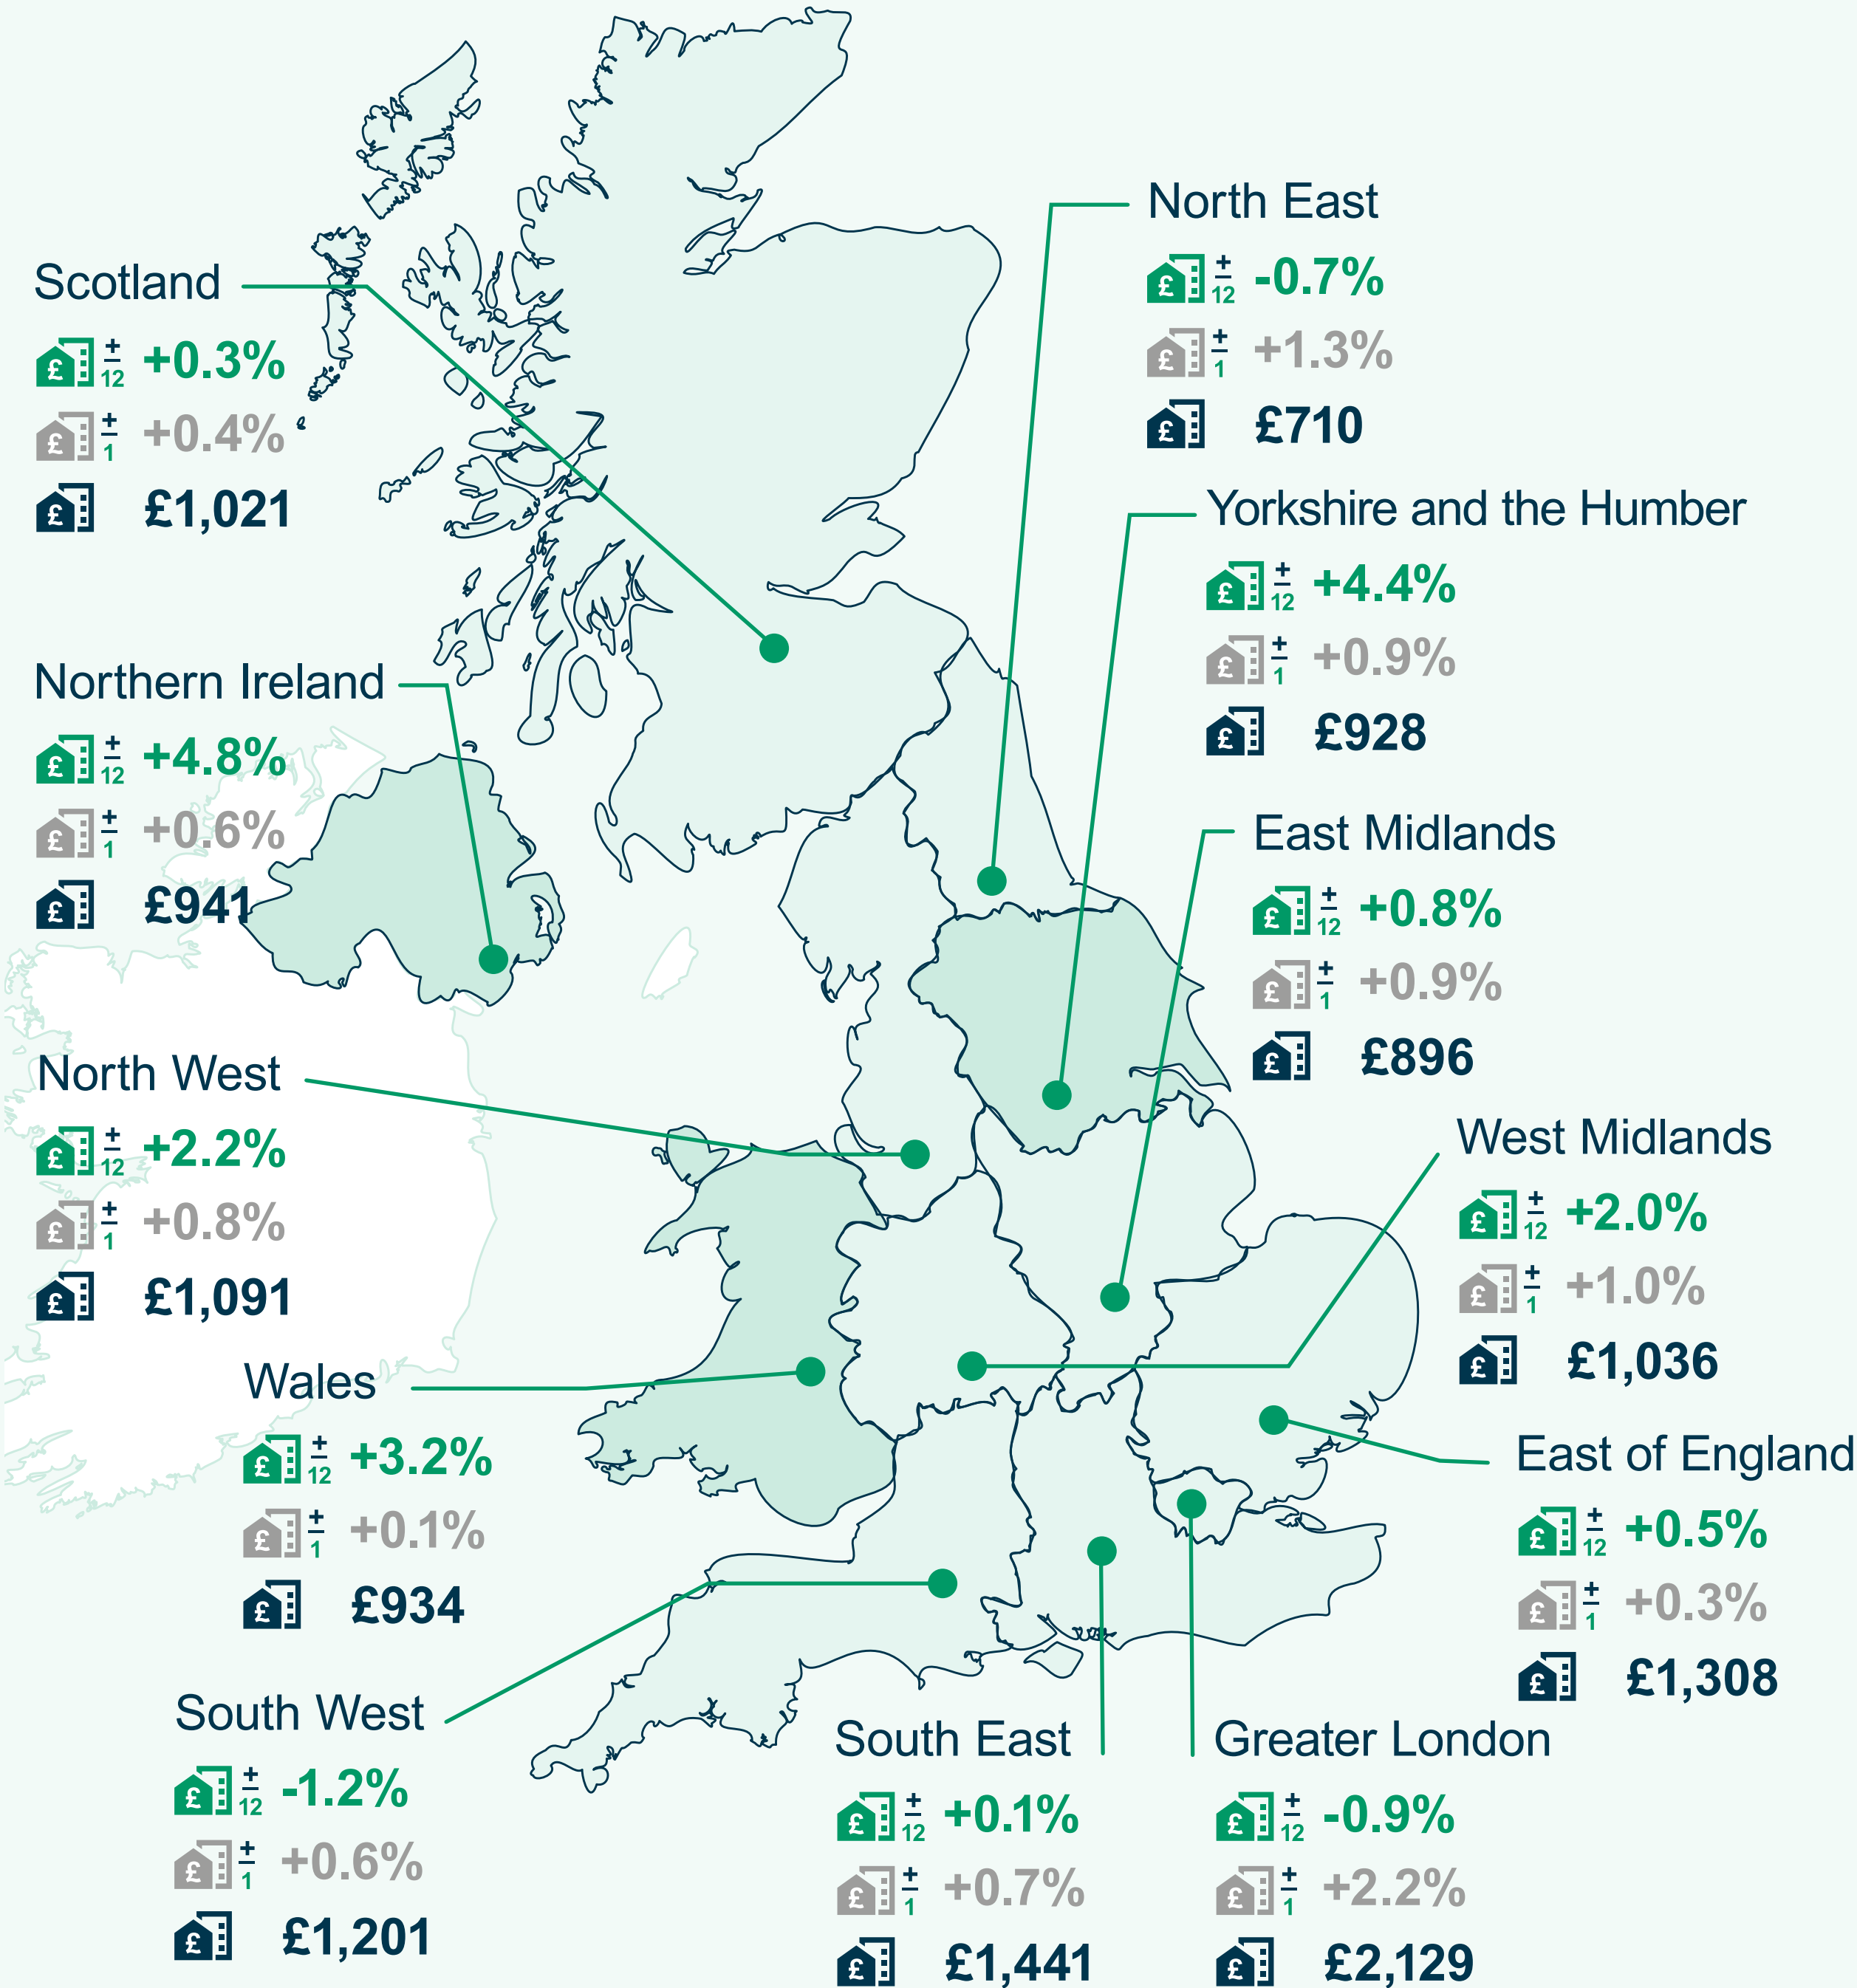 Scotland
£ ± 12 +0.3%
£ ± 1 +0.4%
£ £1,021
North East
£ ± 12 -0.7%
£ ± 1 +1.3%
£ £710
Yorkshire and the Humber
£ ± 12 +4.4%
£ ± 1 +0.9%
£ £928
Northern Ireland
£ ± 12 +4.8%
£ ± 1 +0.6%
£ £941
East Midlands
£ ± 12 +0.8%
£ ± 1 +0.9%
£ £896
North West
£ ± 12 +2.2%
£ ± 1 +0.8%
£ £1,091
West Midlands
£ ± 12 +2.0%
£ ± 1 +1.0%
£ £1,036
Wales
£ ± 12 +3.2%
£ ± 1 +0.1%
£ £934
East of England
£ ± 12 +0.5%
£ ± 1 +0.3%
£ £1,308
South West
£ ± 12 -1.2%
£ ± 1 +0.6%
£ £1,201
South East
£ ± 12 +0.1%
£ ± 1 +0.7%
£ £1,441
Greater London
£ ± 12 -0.9%
£ ± 1 +2.2%
£ £2,129